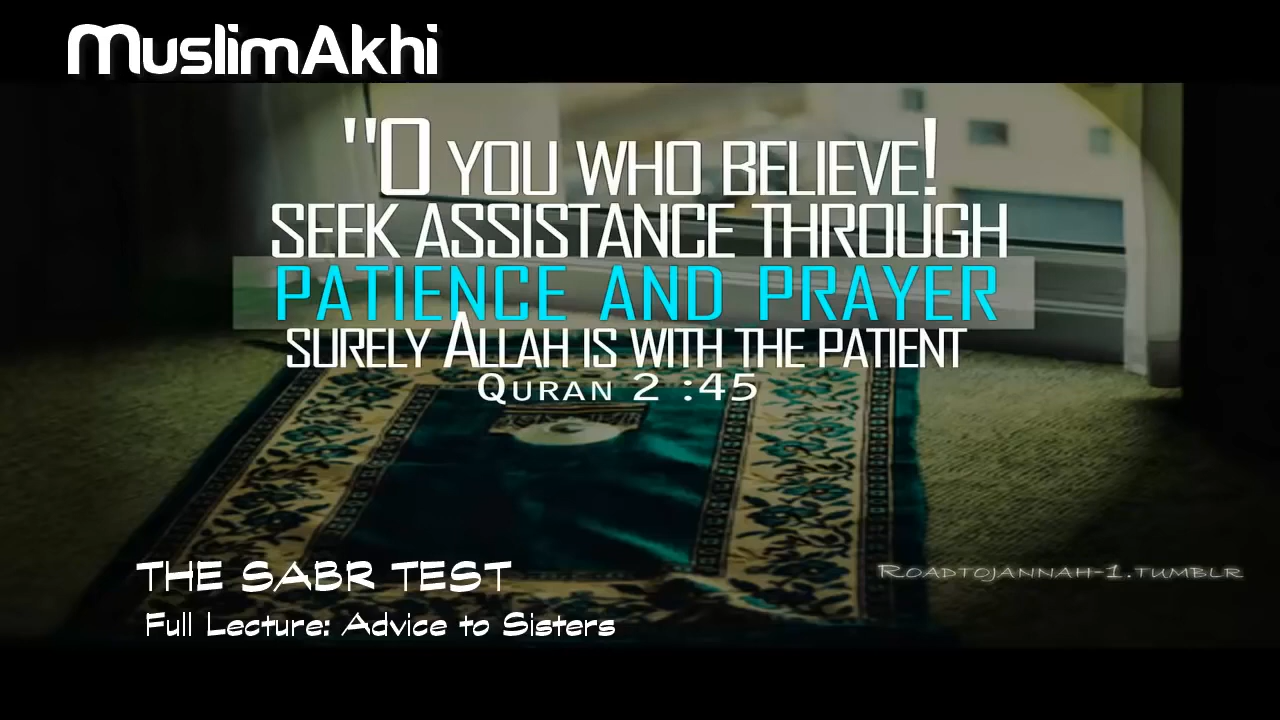 MuslimAkhi
"O YOU WHO BELIEVE!
SEEK ASSISTANCE THROUGH
PATIENCE AND PRAYER
SURELY ALLAH IS WITH THE PATIENT
QURAN 2 :45
THE SABR TEST
Full Lecture: Advice to Sisters
ROADTOJANNAH-1.TUMBLR